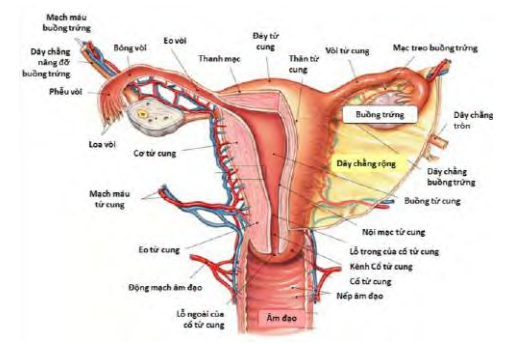 Mạch máu
buồng trứng
Dây chằng
nâng đỡ
buồng trứng
Phễu vòi
Bóng vòi
Eo vòi
Thanh mạc
Đáy tử
cung
Thân tử
cung
Vòi tử cung
Mạc treo buồng trứng
Buồng trứng
Dây chằng
tròn
Loa vòi
Cơ tử cung
Dây chằng rộng
Dây chằng
buồng trứng
Mạch máu
tử cung
Buồng tử cung
Nội mạc tử cung
Eo tử cung
Lỗ trong của cổ tử cung
Kênh Cổ tử cung
Cổ tử cung
Động mạch âm đạo
Nếp âm đạo
Lỗ ngoài của
cổ tử cung
Âm đạo